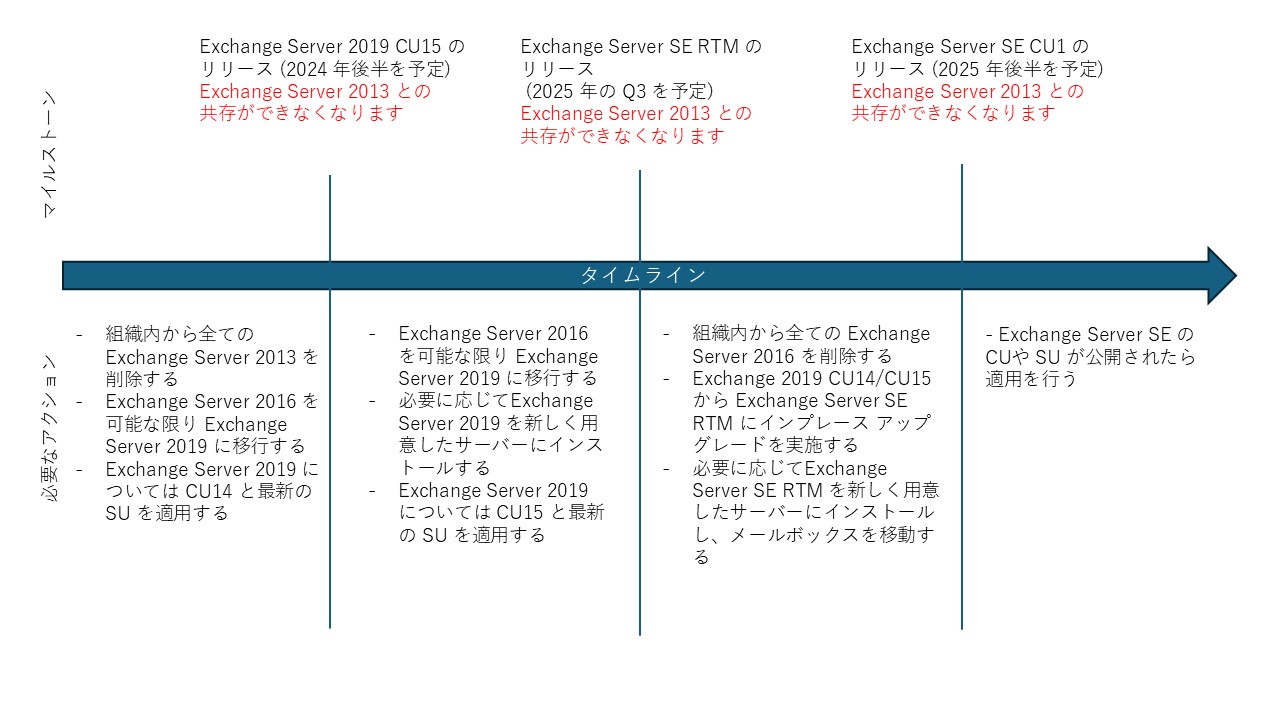 マイルストーン
Exchange Server 2019 CU15 の
リリース (2024 年後半を予定)
Exchange Server 2013 との
共存ができなくなります
Exchange Server SE RTM の
リリース
(2025 年の Q3 を予定)
Exchange Server 2013 との
共存ができなくなります
Exchange Server SE CU1 の
リリース (2025 年後半を予定)
Exchange Server 2013 との
共存ができなくなります
タイムライン
必要なアクション
- 組織内から全ての
Exchange Server 2013 を
削除する
- Exchange Server 2016 を
可能な限り Exchange
Server 2019 に移行する
- Exchange Server 2019 に
ついては CU14 と最新の
SU を適用する
- Exchange Server 2016
を可能な限り Exchange
Server 2019 に移行する
- 必要に応じてExchange
Server 2019 を新しく用
意したサーバーにインス
トールする
- Exchange Server 2019
については CU15 と最新
の SU を適用する
- 組織内から全ての Exchange
Server 2016 を削除する
- Exchange 2019 CU14/CU15
から Exchange Server SE
RTM にインプレース アップ
グレードを実施する
- 必要に応じてExchange
Server SE RTM を新しく用意
したサーバーにインストール
し、メールボックスを移動す
る
- Exchange Server SE の
CUや SU が公開されたら
適用を行う